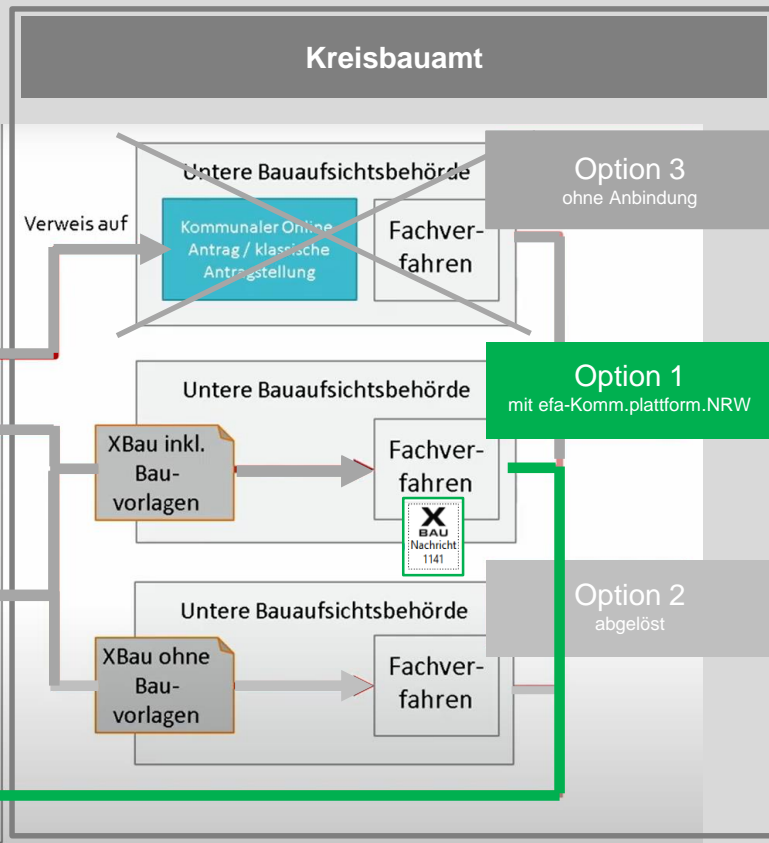 Kreisbauamt
Untere Bauaufsichtsbehörde
Option 3
ohne Anbindung
Verweis auf
Kommunaler Online
Antrag / klassische
Antragstellung
Fachver-
fahren
Untere Bauaufsichtsbehörde
Option 1
mit efa-Komm.plattform.NRW
XBau inkl.
Bau-
vorlagen
Fachver-
fahren
X
BAU
Nachricht
1141
Untere Bauaufsichtsbehörde
Option 2
abgelöst
XBau ohne
Bau-
vorlagen
Fachver-
fahren